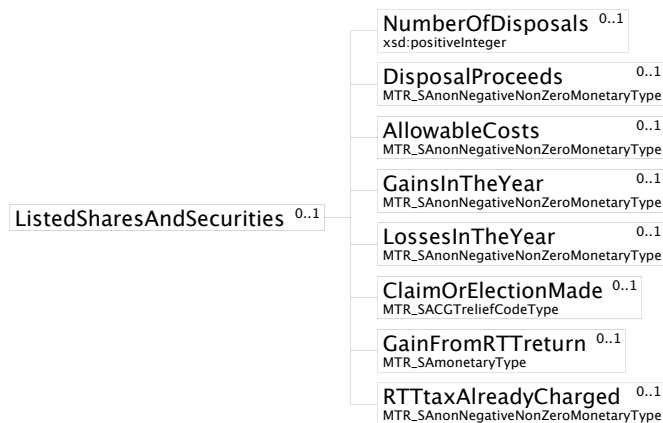 NumberOfDisposals 0..1
xsd:positiveInteger
DisposalProceeds 0..1
MTR_SAnonNegativeNonZeroMonetaryType
AllowableCosts 0..1
MTR_SAnonNegativeNonZeroMonetaryType
GainsInTheYear 0..1
MTR_SAnonNegativeNonZeroMonetaryType
ListedSharesAndSecurities 0..1
LossesInTheYear 0..1
MTR_SAnonNegativeNonZeroMonetaryType
ClaimOrElectionMade 0..1
MTR_SACGTreliefCodeType
GainFromRTTreturn 0..1
MTR_SAmonetaryType
RTTtaxAlreadyCharged 0..1
MTR_SAnonNegativeNonZeroMonetaryType